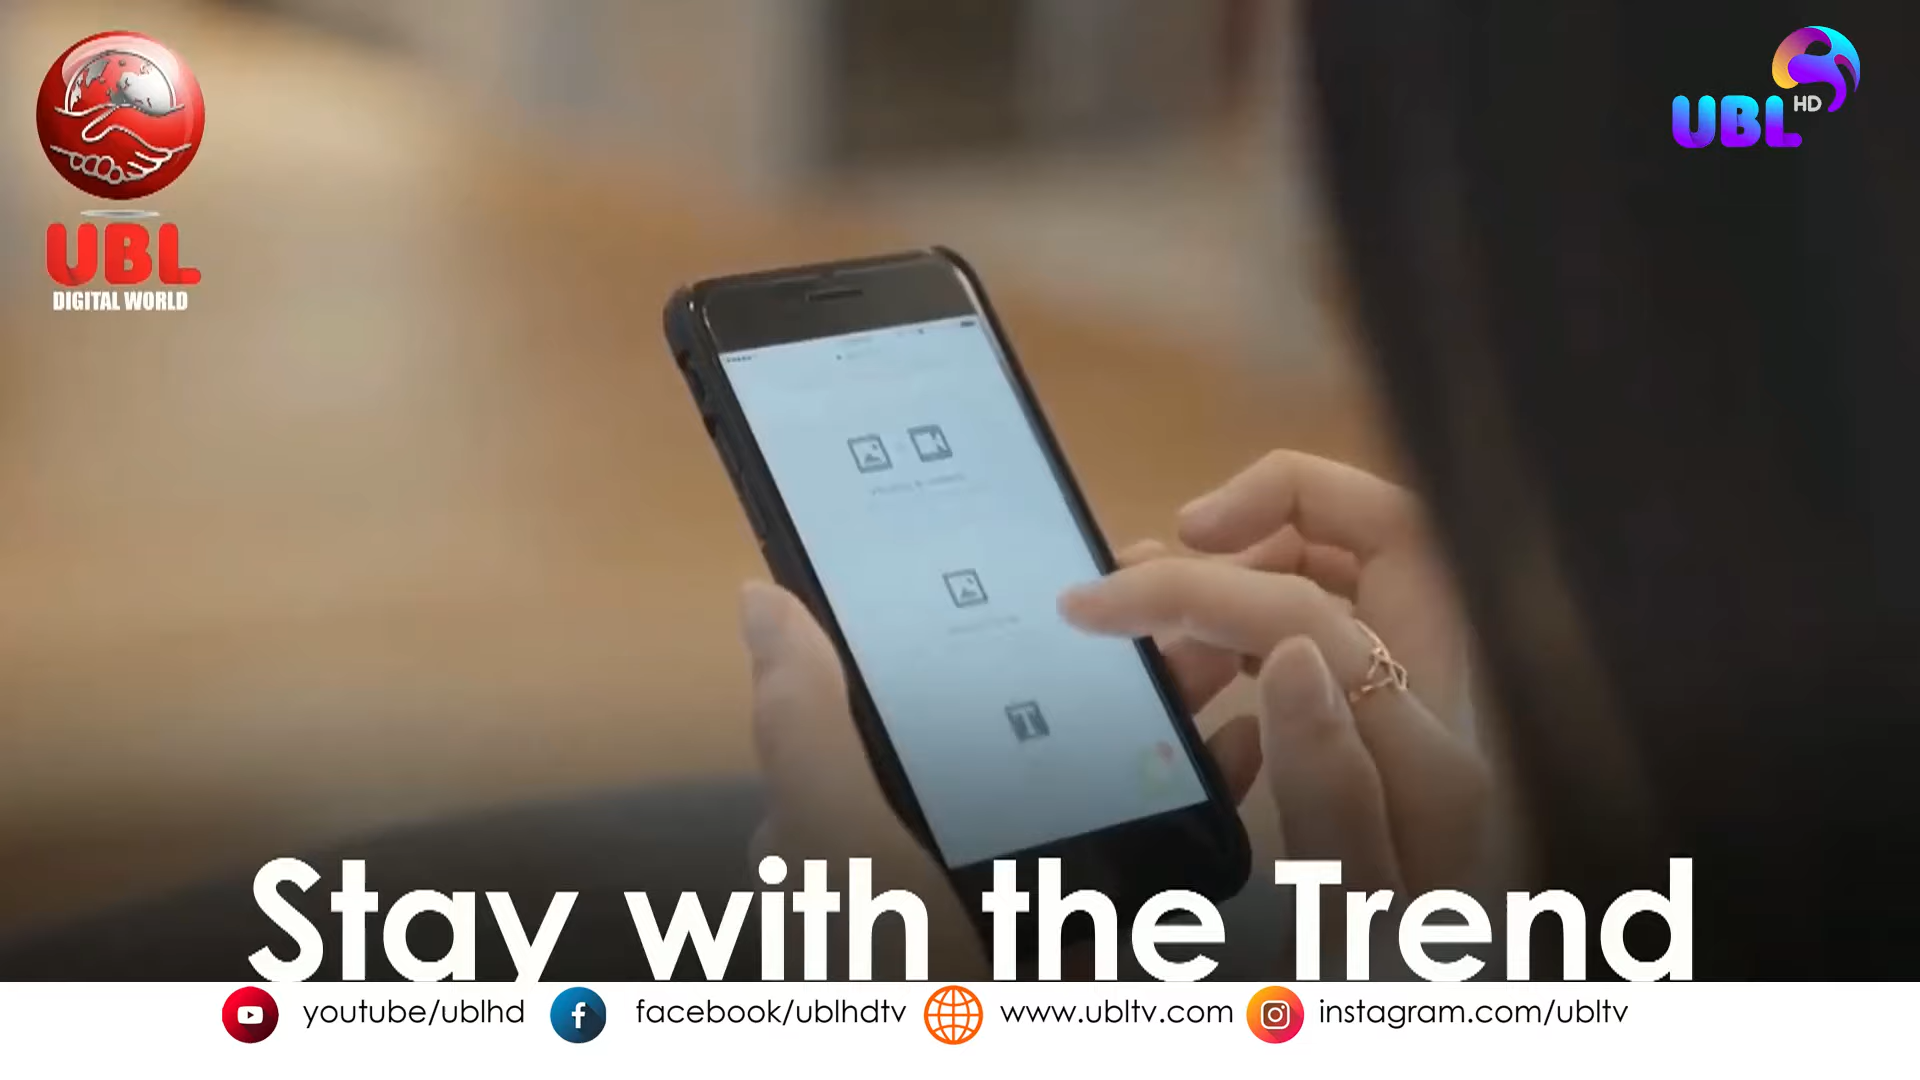 UBL
DIGITAL WORLD
UBL HD
T
Stay with the Trend
youtube/ublhd facebook/ublhdtv www.ubltv.com instagram.com/ubltv